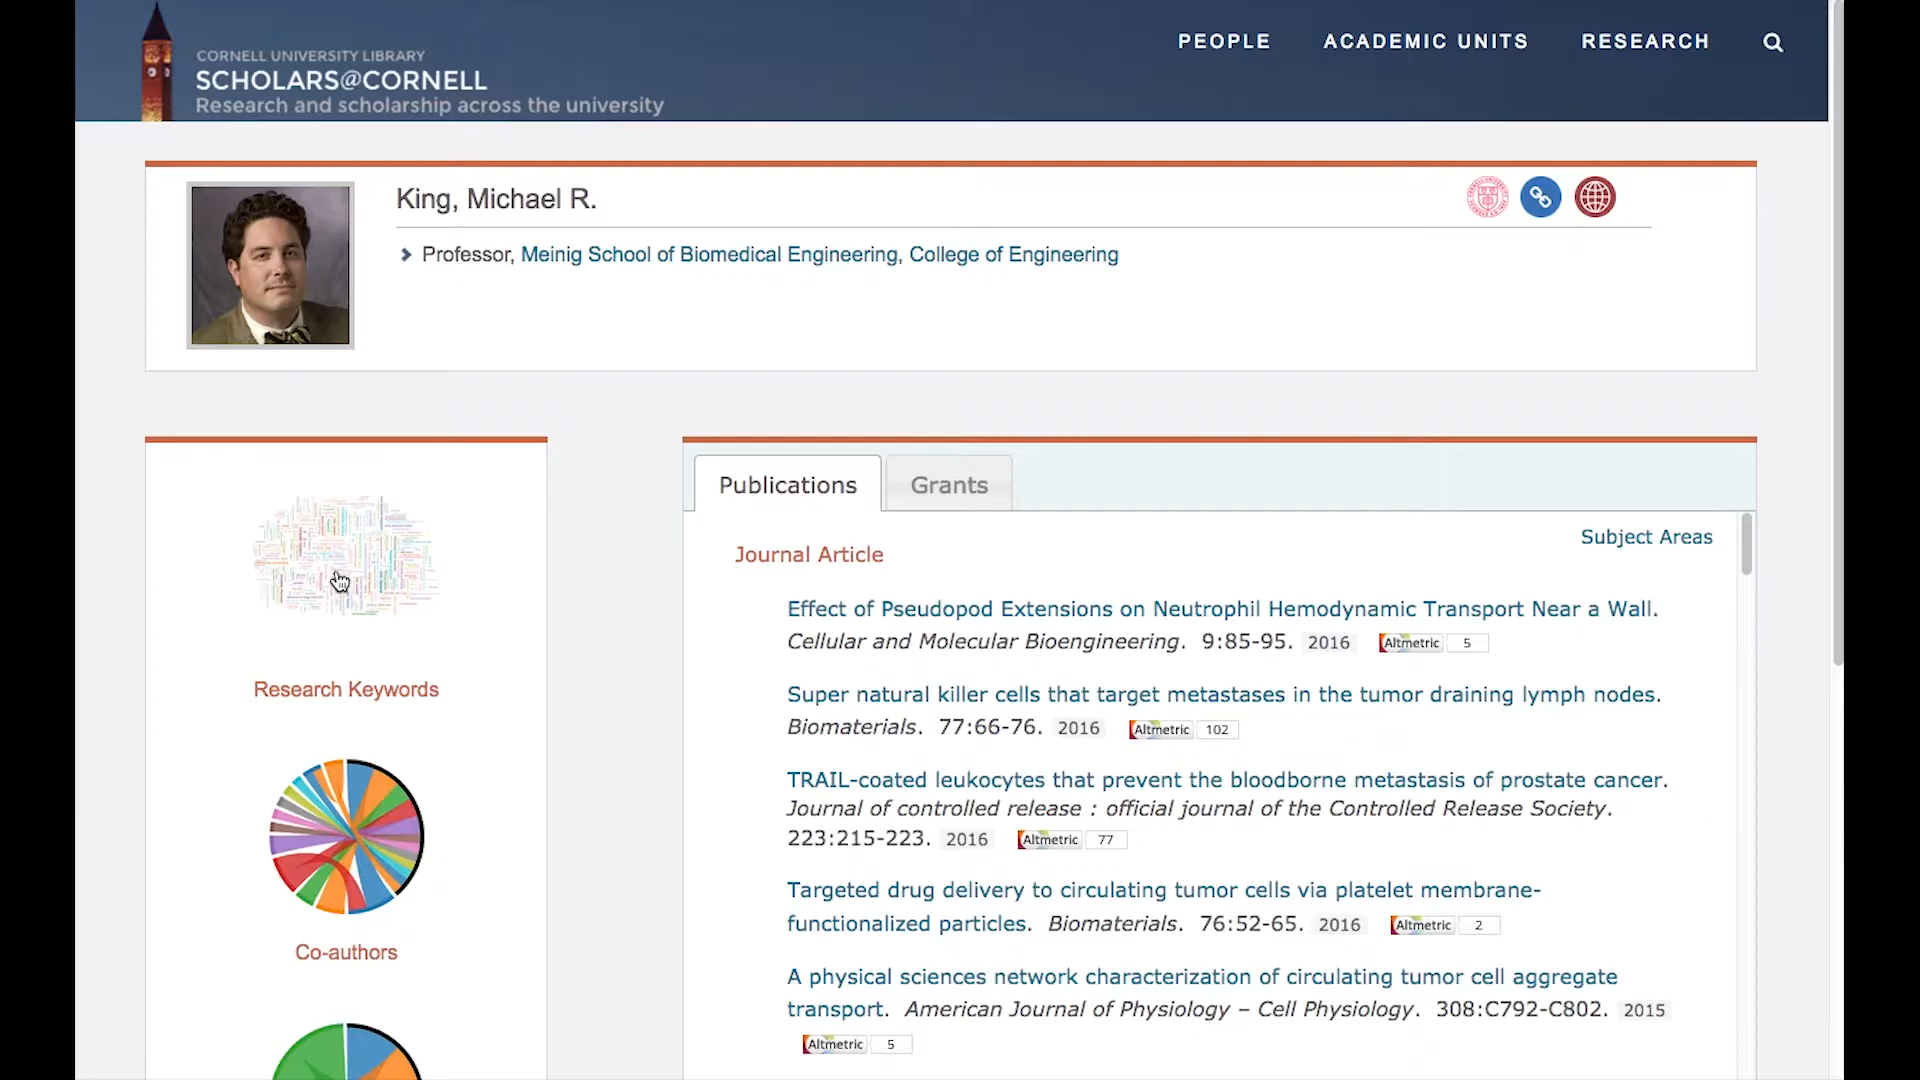 CORNELL UNIVERSITY LIBRARY
SCHOLARS@CORNELL
Research and scholarship across the university
PEOPLE
ACADEMIC UNITS
RESEARCH
King, Michael R.
Professor, Meinig School of Biomedical Engineering, College of Engineering
Research Keywords
Co-authors
Publications
Grants
Subject Areas
Journal Article
Effect of Pseudopod Extensions on Neutrophil Hemodynamic Transport Near a Wall.
Cellular and Molecular Bioengineering. 9:85-95. 2016 Altmetric 5
Super natural killer cells that target metastases in the tumor draining lymph nodes.
Biomaterials. 77:66-76. 2016 Altmetric 102
TRAIL-coated leukocytes that prevent the bloodborne metastasis of prostate cancer.
Journal of controlled release : official journal of the Controlled Release Society.
223:215-223. 2016 Altmetric 77
Targeted drug delivery to circulating tumor cells via platelet membrane-
functionalized particles. Biomaterials. 76:52-65. 2016 Altmetric 2
A physical sciences network characterization of circulating tumor cell aggregate
transport. American Journal of Physiology – Cell Physiology. 308:C792-C802. 2015
Altmetric 5